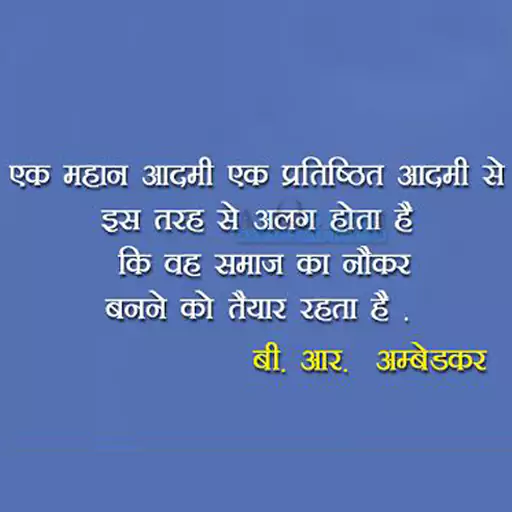 एक महान आदमी एक प्रतिष्ठित आदमी से
इस तरह से अलग होता है
कि वह समाज का नौकर
बनने को तैयार रहता है .
बी. आर. अम्बेडकर